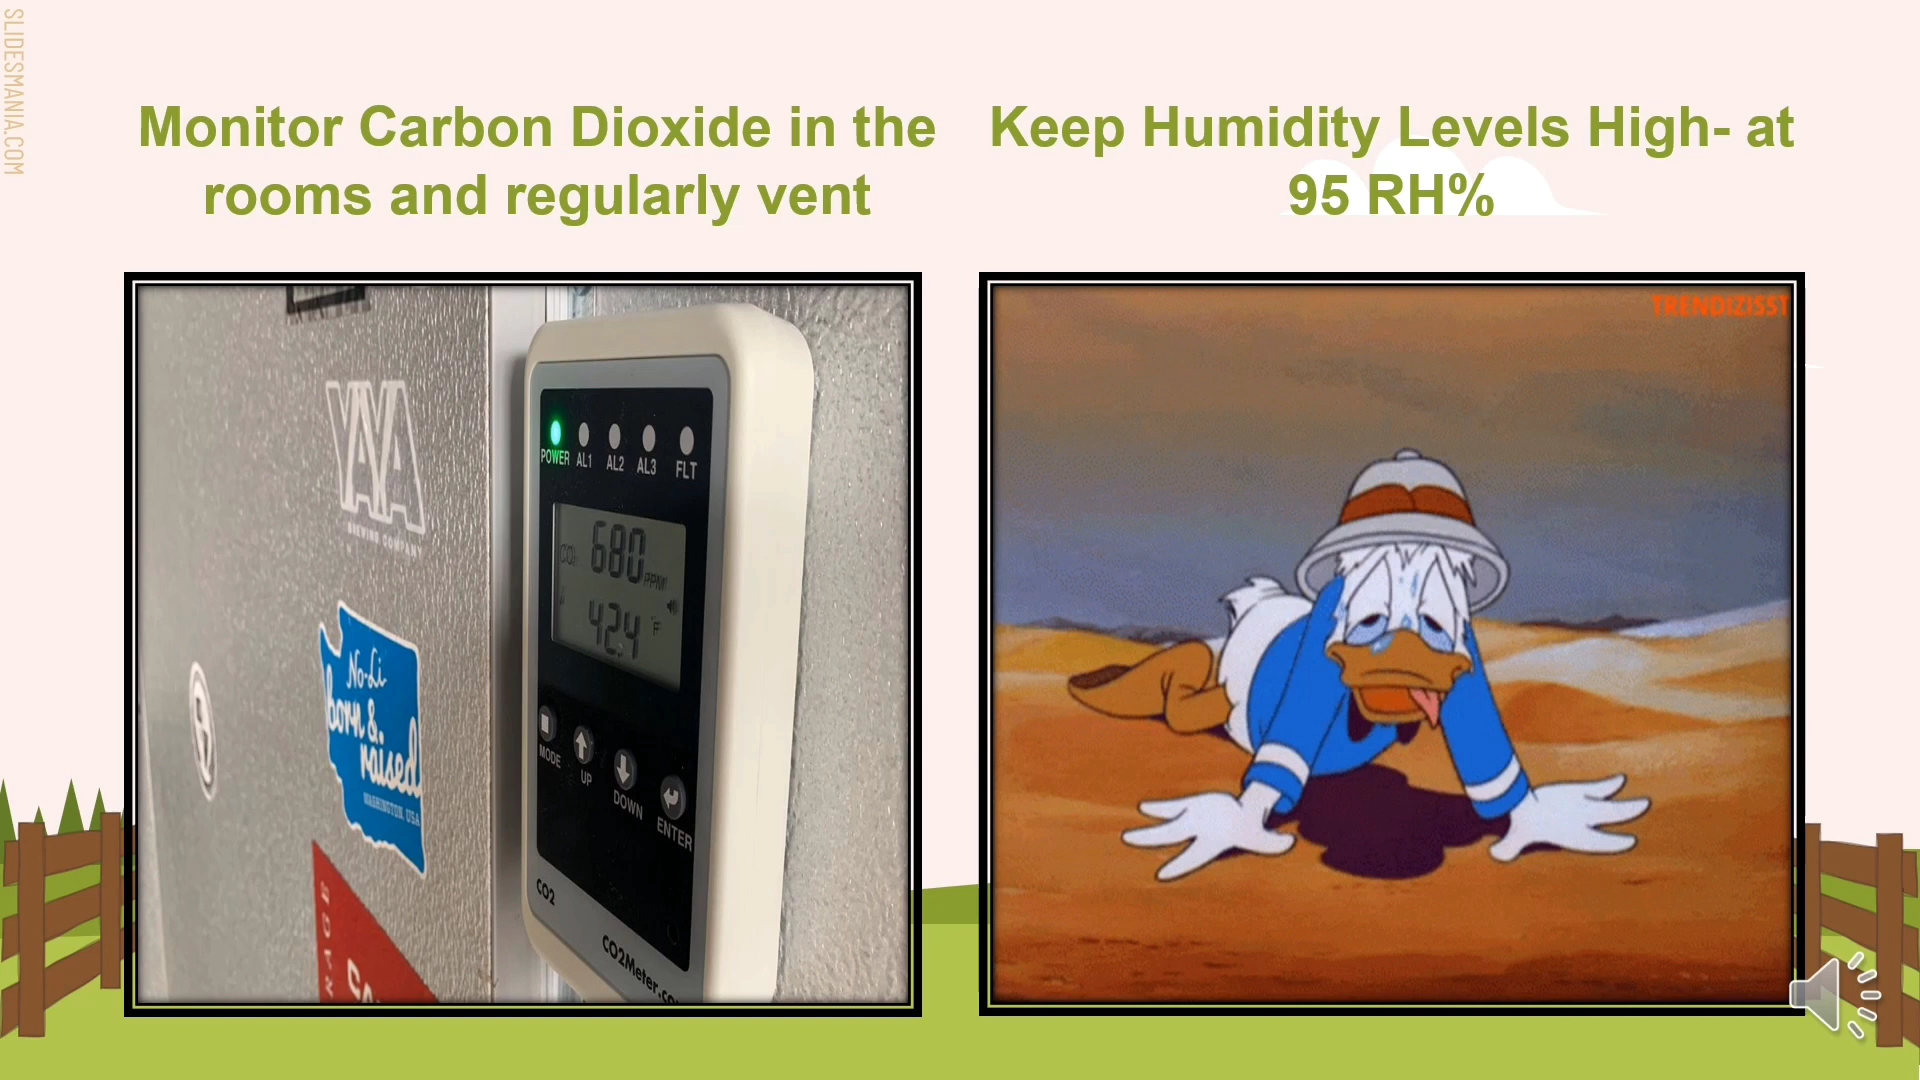 SLIDESMANIA.COM
Monitor Carbon Dioxide in the
rooms and regularly vent
Keep Humidity Levels High- at
95 RH%
YAYA
BREWING COMPANY
No-Li
born &
raised
WASHINGTON, USA
POWER AL1 AL2 AL3 FLT
CO2 680 PPM
42.4 °F
MODE UP DOWN ENTER
CO2
TRENDIZISST